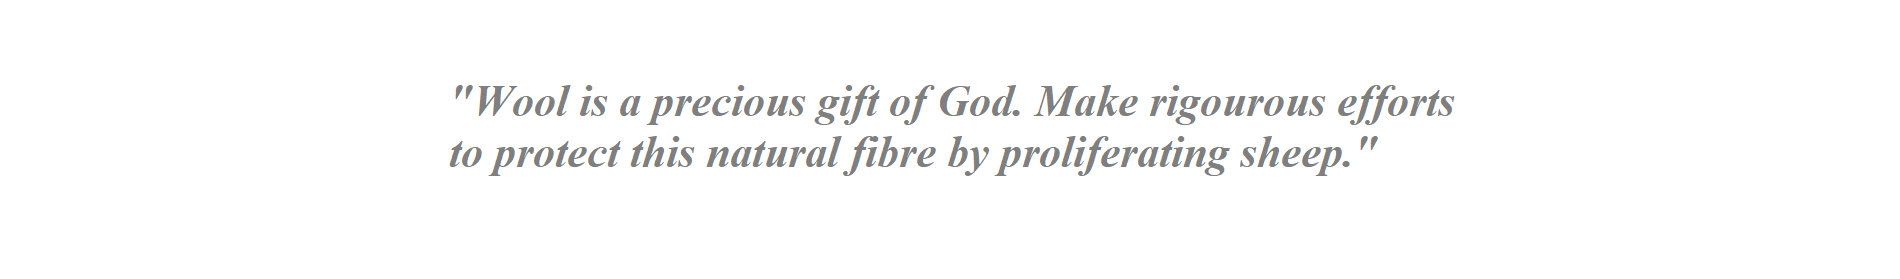 "Wool is a precious gift of God. Make rigourous efforts
to protect this natural fibre by proliferating sheep."